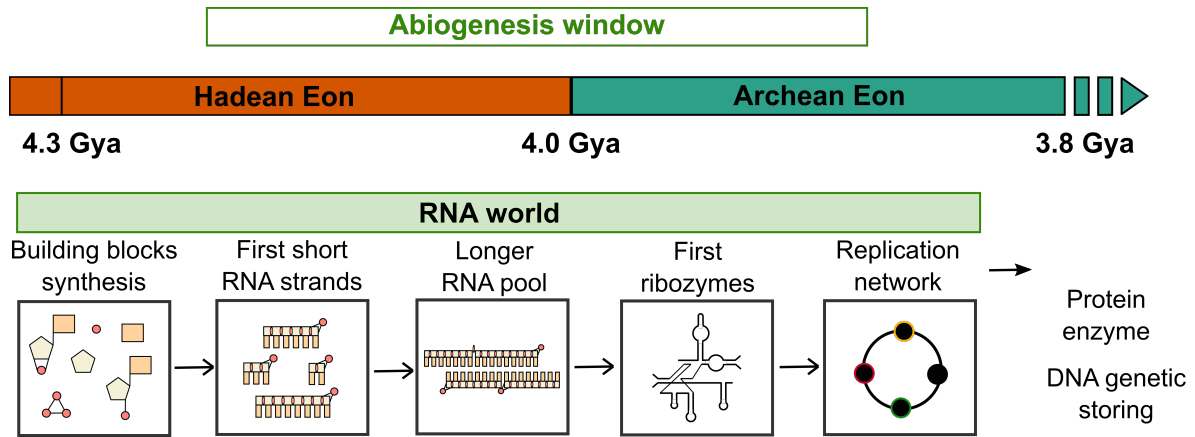 Abiogenesis window
Hadean Eon
Archean Eon
4.3 Gya
4.0 Gya
3.8 Gya
RNA world
Building blocks
synthesis
First short
RNA strands
Longer
RNA pool
First
ribozymes
Replication
network
Protein
enzyme
DNA genetic
storing